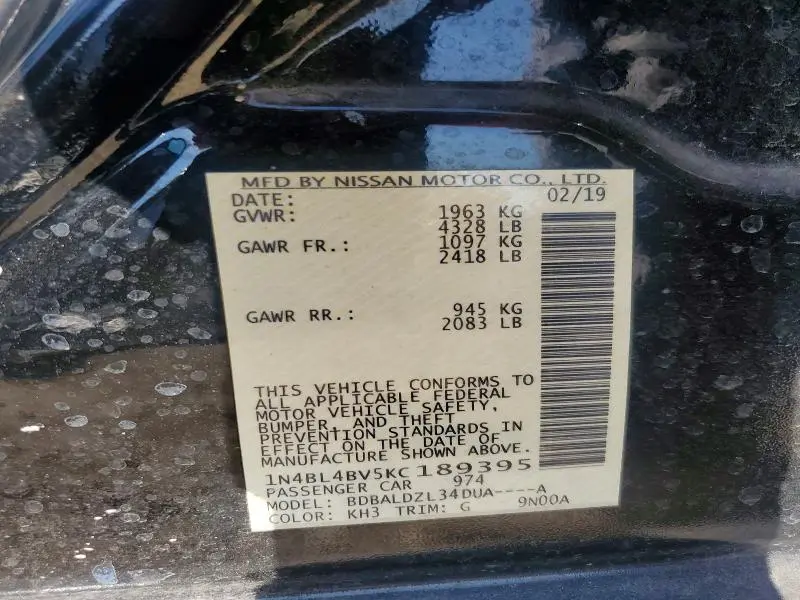 MFD BY NISSAN MOTOR CO., LTD.
DATE: 02/19
GVWR: 1963 KG
4328 LB
GAWR FR.: 1097 KG
2418 LB
GAWR RR.: 945 KG
2083 LB
THIS VEHICLE CONFORMS TO
ALL APPLICABLE FEDERAL
MOTOR VEHICLE SAFETY,
BUMPER, AND THEFT
PREVENTION STANDARDS IN
EFFECT ON THE DATE OF
MANUFACTURE SHOWN ABOVE.
1N4BL4BV5KC189395
PASSENGER CAR 974
MODEL: BDBALDZL34DUA----A
COLOR: KH3 TRIM: G 9N00A